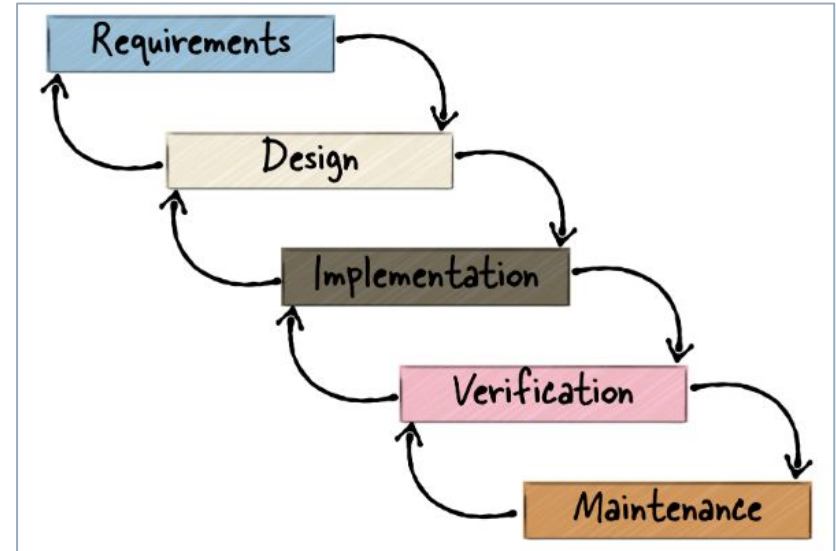 Requirements
Design
Implementation
Verification
Maintenance